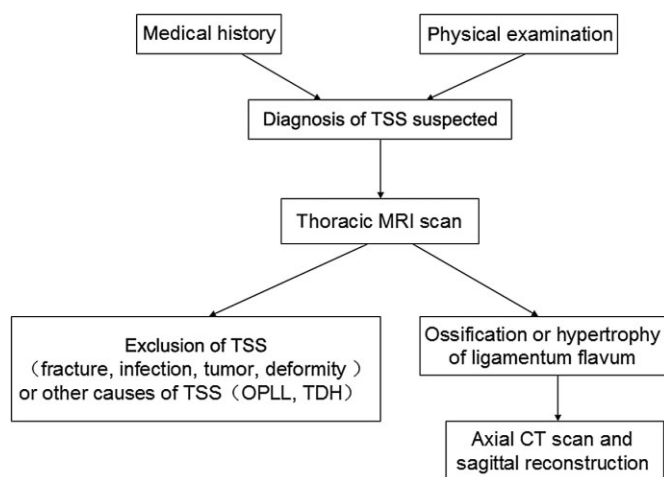 Medical history
Physical examination
Diagnosis of TSS suspected
Thoracic MRI scan
Exclusion of TSS
（fracture, infection, tumor, deformity ）
or other causes of TSS（OPLL, TDH）
Ossification or hypertrophy
of ligamentum flavum
Axial CT scan and
sagittal reconstruction